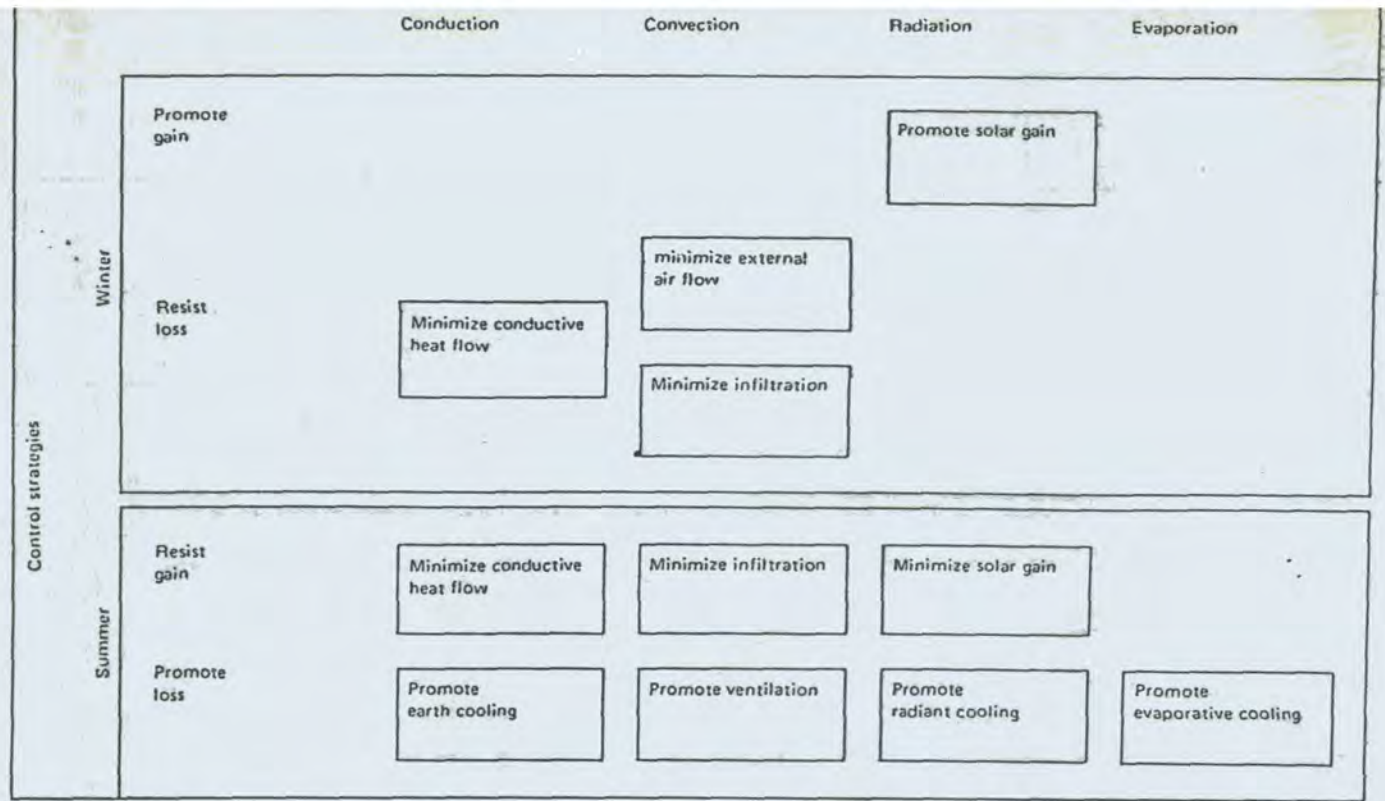 Conduction
Convection
Radiation
Evaporation
Control strategies
Winter
Promote
gain
Promote solar gain
Resist
loss
Minimize conductive
heat flow
minimize external
air flow
Minimize infiltration
Summer
Resist
gain
Minimize conductive
heat flow
Minimize infiltration
Minimize solar gain
Promote
loss
Promote
earth cooling
Promote ventilation
Promote
radiant cooling
Promote
evaporative cooling